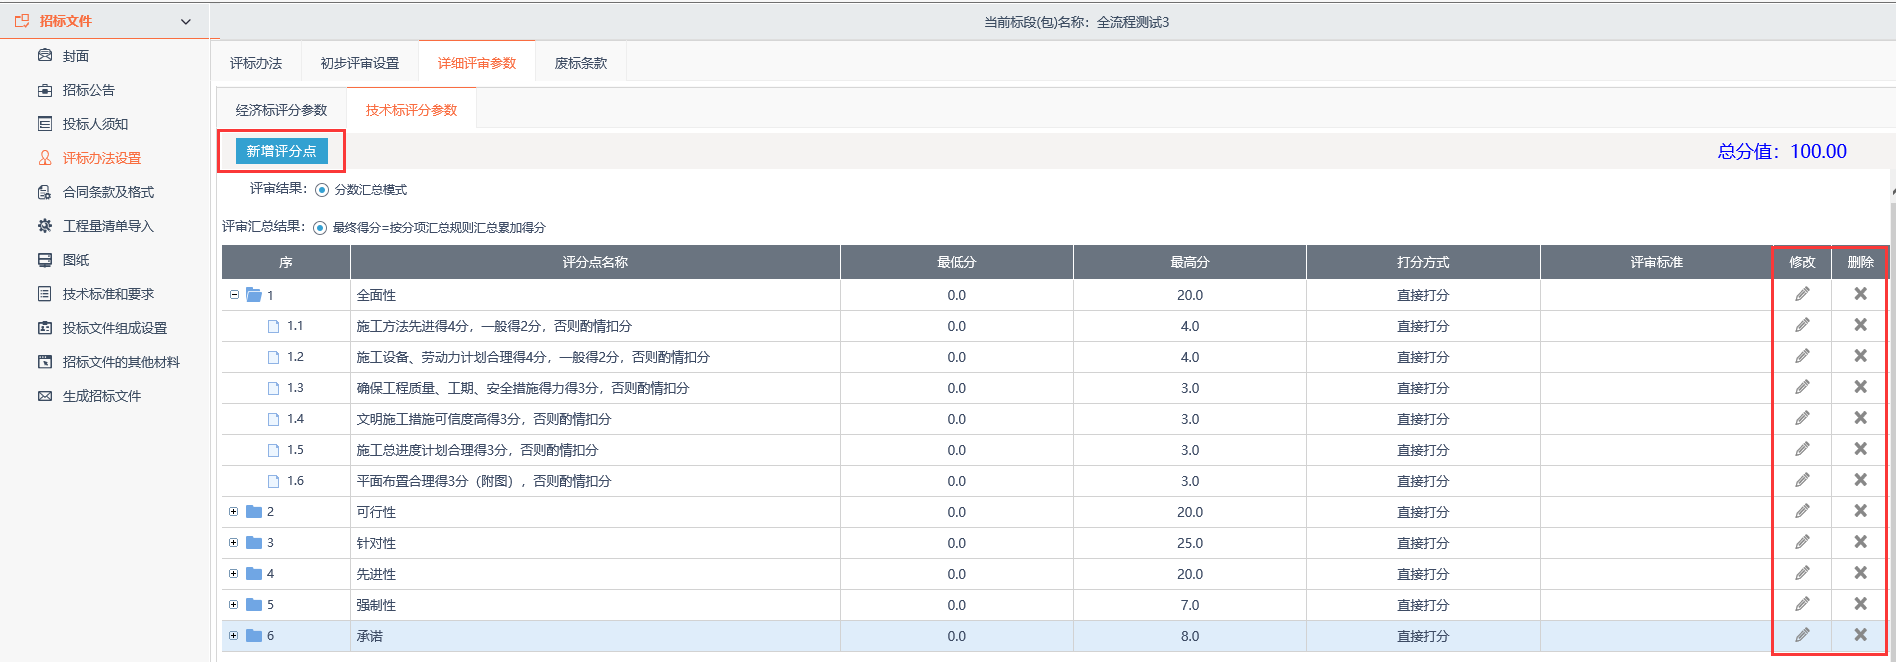 招标文件
当前标段(包)名称：全流程测试3
封面
招标公告
投标人须知
评标办法设置
合同条款及格式
工程量清单导入
图纸
技术标准和要求
投标文件组成设置
招标文件的其他材料
生成招标文件
评标办法 初步评审设置 详细评审参数 废标条款
经济标评分参数 技术标评分参数
新增评分点 总分值：100.00
评审结果： 分数汇总模式
评审汇总结果： 最终得分=按分项汇总规则汇总累加得分
序 评分点名称 最低分 最高分 打分方式 评审标准 修改 删除
1 全面性 0.0 20.0 直接打分
1.1 施工方法先进得4分，一般得2分，否则酌情扣分 0.0 4.0 直接打分
1.2 施工设备、劳动力计划合理得4分，一般得2分，否则酌情扣分 0.0 4.0 直接打分
1.3 确保工程质量、工期、安全措施得力得3分，否则酌情扣分 0.0 3.0 直接打分
1.4 文明施工措施可信度高得3分，否则酌情扣分 0.0 3.0 直接打分
1.5 施工总进度计划合理得3分，否则酌情扣分 0.0 3.0 直接打分
1.6 平面布置合理得3分（附图），否则酌情扣分 0.0 3.0 直接打分
2 可行性 0.0 20.0 直接打分
3 针对性 0.0 25.0 直接打分
4 先进性 0.0 20.0 直接打分
5 强制性 0.0 7.0 直接打分
6 承诺 0.0 8.0 直接打分